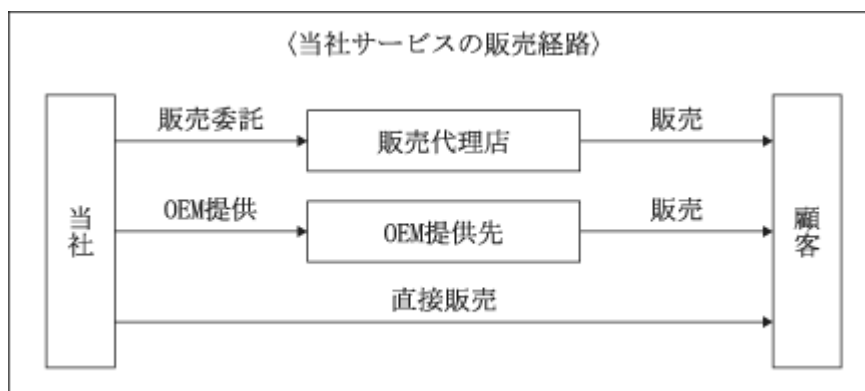 〈当社サービスの販売経路〉
販売委託
販売代理店
販売
当社
OEM提供
OEM提供先
販売
顧客
直接販売